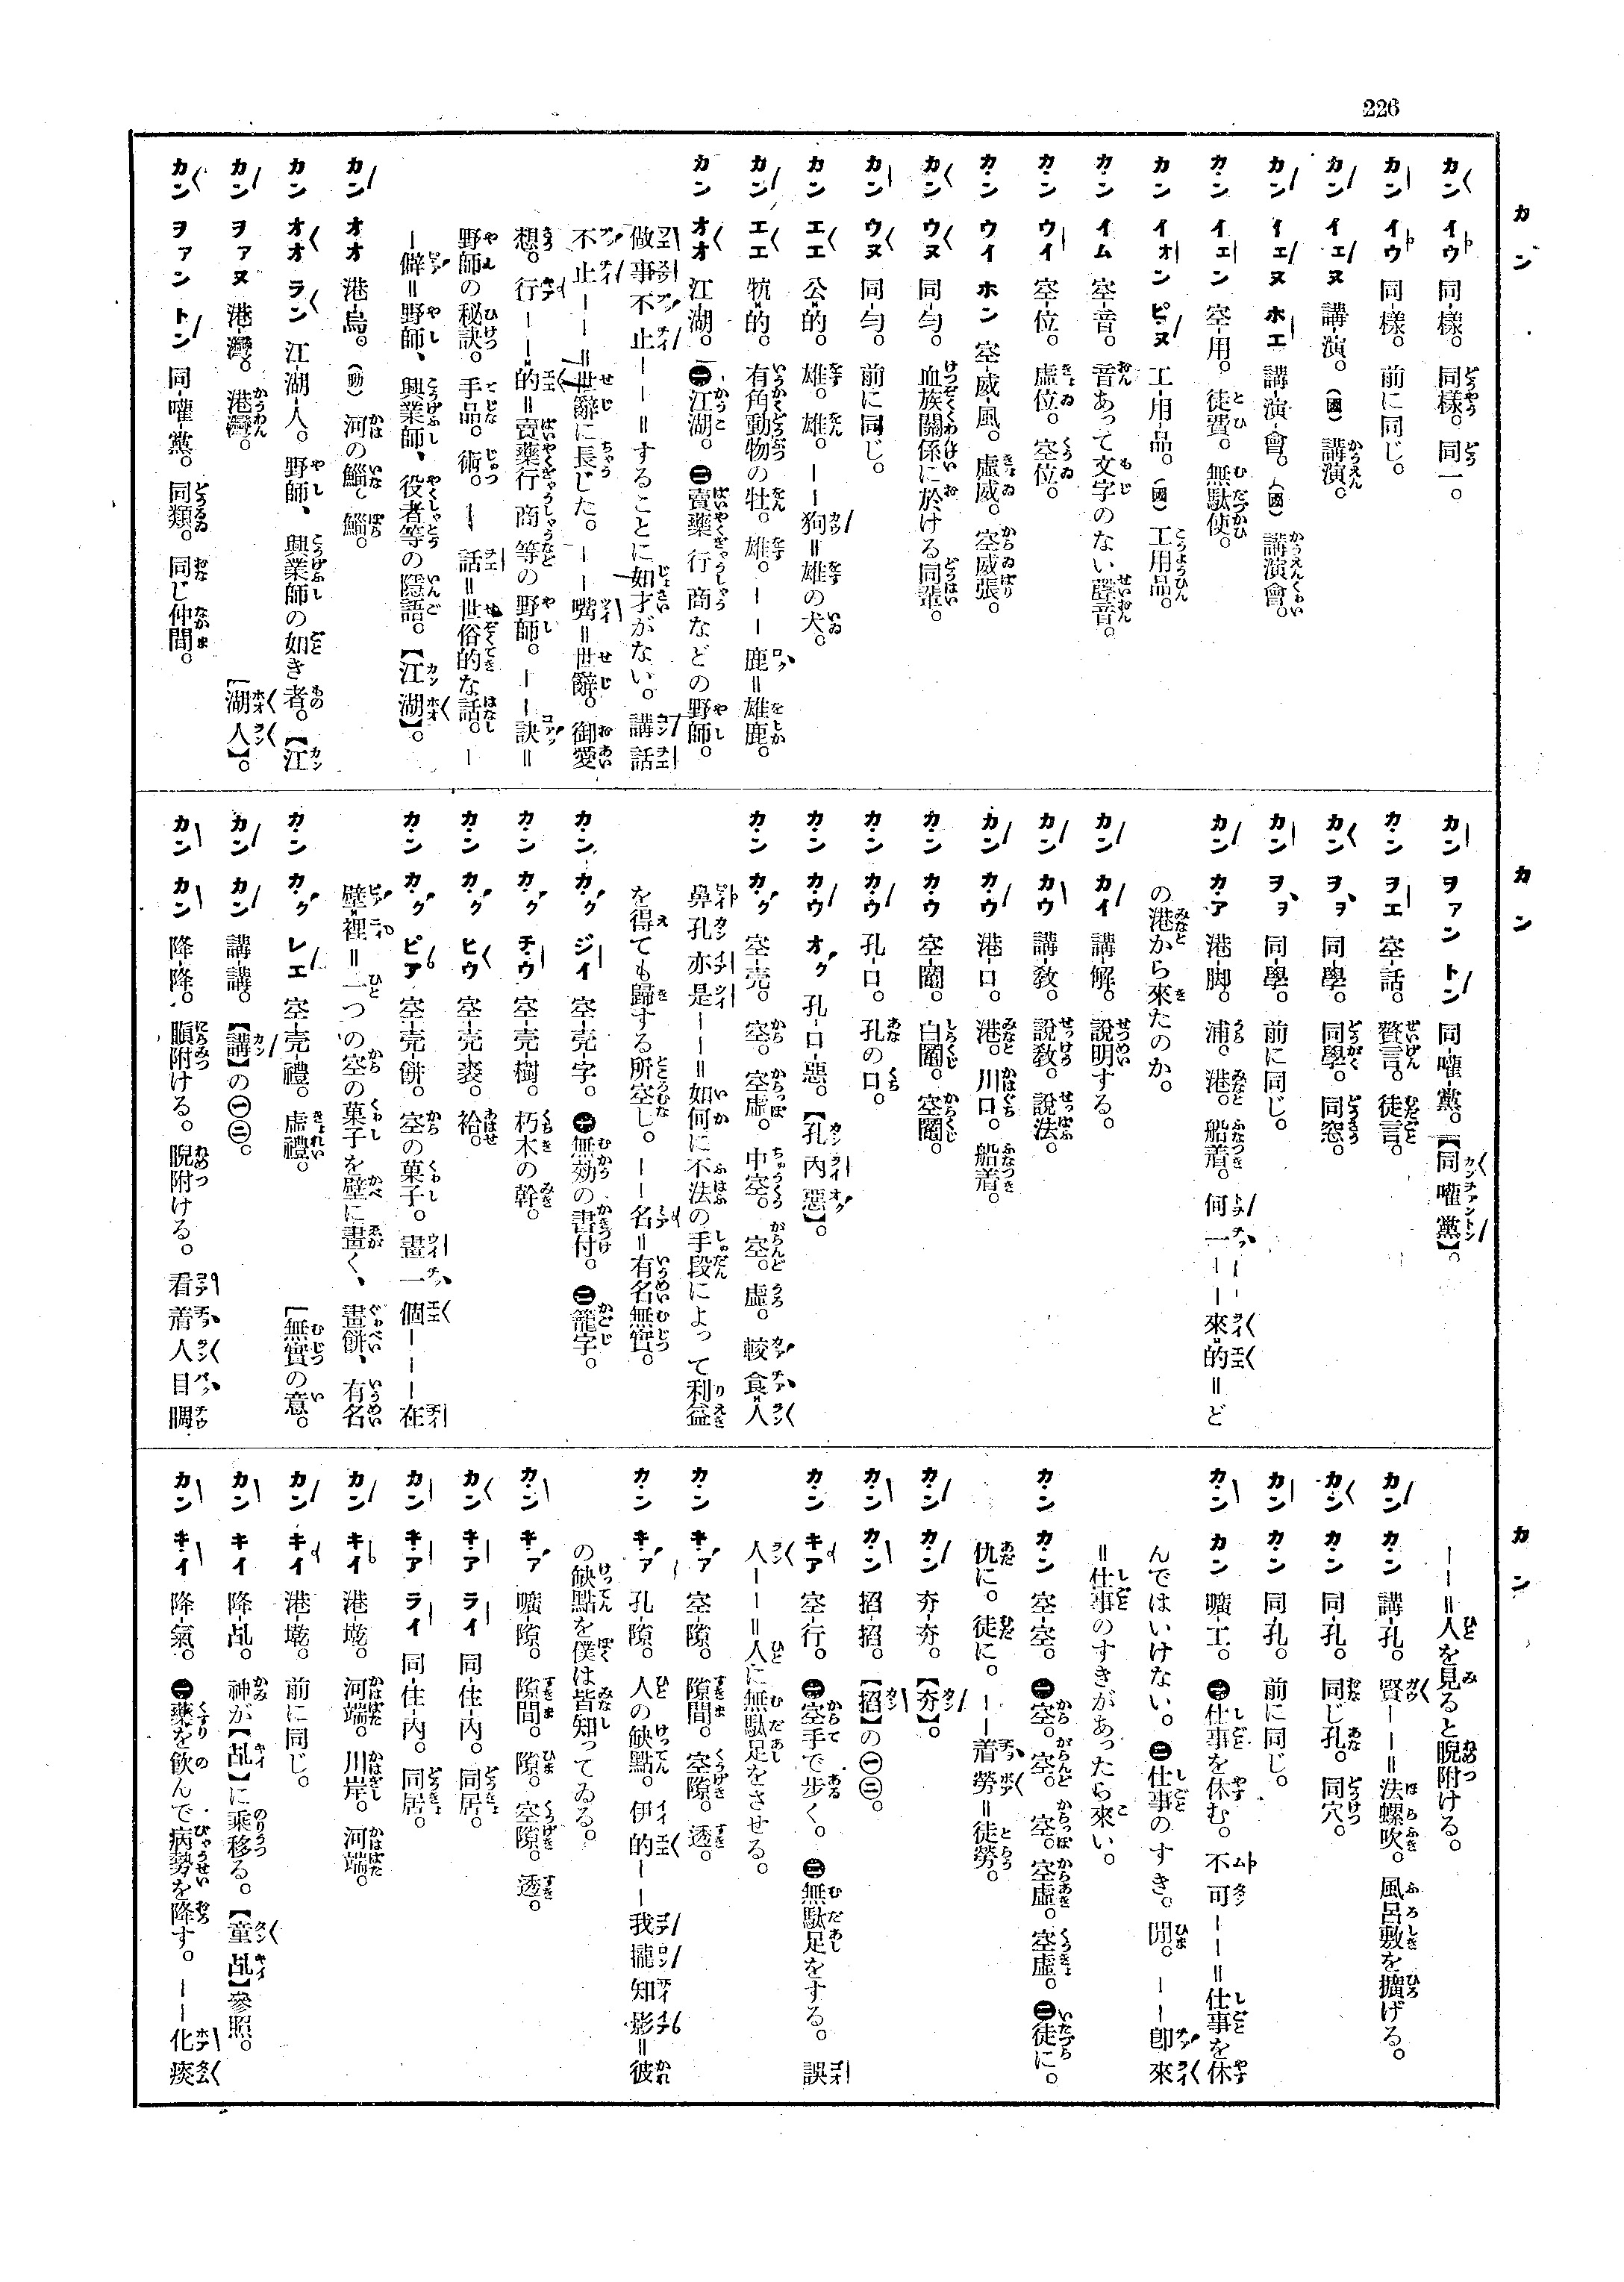 226
カン
カン イウ 同-樣。 同樣。同一。
カン イウ 同-樣。 前に同じ。
カン イエヌ 講-演。（國）講演。
カン イエヌ ホエ 講-演-會。（國）講演會。
カン イエン 空-用。徒費。無駄使。
カン イオン ピヌ 工-用-品。（國）工用品。
カン イム 空-音。 音あって文字のない聲音。
カン ウイ 空-位。 虛位。空位。
カン ウイ ホン 空-威-風。虛威。空威張。
カン ウヌ 同-勻。 血族關係に於ける同輩。
カン ウヌ 同-勻。 前に同じ。
カン エエ 公的。 雄。雄。——狗＝雄の犬。
カン エエ 牨的。 有角動物の牡。雄。——鹿＝雄鹿。
カン オオ 江-湖。㊀江湖。㊁賣藥行商などの野師。
做事不止——＝することに如才がない。講話
不止——＝世辭に長じた。——嘴＝世辭。御愛
想。行——的＝賣藥行商等の野師。——訣＝
野師の秘訣。手品。術。——話＝世俗的な話。—
—僻＝野師、興業師、役者等の隱語。【江湖】。
カン オオ 港-烏。（動）河の鯔。鯔。
カン オオ ラン 江-湖-人。野師、興業師の如き者。【江
湖人】。
カン ヲァヌ 港-灣。 港灣。
カン ヲァン トン 同-嚾-黨。同類。同じ仲間。
カン
カン ヲァン トン 同-嚾-黨。【同嚾黨】。
カン ヲエ 空-話。 贅言。徒言。
カン ヲヲ 同-學。 同學。同窓。
カン ヲヲ 同-學。 前に同じ。
カン カア 港-脚。 浦。港。船着。何一——來的＝ど
の港から來たのか。
カン カイ 講-解。 說明する。
カン カウ 講-敎。 說敎。說法。
カン カウ 港-口。 港。川口。船着。
カン カウ 空-鬮。 白鬮。空鬮。
カン カウ 孔-口。 孔の口。
カン カウ オク 孔-口-惡。【孔內惡】。
カン カク 空-壳。 空。空虛。中空。空。虛。較食人
鼻孔亦是——＝如何に不法の手段によって利益
を得ても歸する所空し。——名＝有名無實。
カン カク ジイ 空-壳-字。㊀無効の書付。㊁籠字。
カン カク チウ 空-壳-樹。 朽木の幹。
カン カク ヒウ 空-壳-裘。 袷。
カン カク ピア 空-壳-餅。 空の菓子。畫一個——在
壁裡＝一つの空の菓子を壁に畫く、畫餅、有名
無實の意。
カン カク レエ 空-壳-禮。 虛禮。
カン カン 講-講。【講】の㊀㊁。
カン カン 降-降。 瞋附ける。睨附ける。看着人目睭
カン
——＝人を見ると睨附ける。
カン カン 講-孔。 賢——＝法螺吹。風呂敷を擴げる。
カン カン 同-孔。 同じ孔。同穴。
カン カン 同-孔。 前に同じ。
カン カン 曠-工。㊀仕事を休む。不可——＝仕事を休
んではいけない。㊁仕事のすき。閒。——卽來
＝仕事のすきがあったら來い。
カン カン 空-空。㊀空。空。空。空虛。空虛。㊁徒に。
仇に。徒に。——着勞＝徒勞。
カン カン 夯-夯。【夯】。
カン カン 招-招。【招】の㊀㊁。
カン キア 空-行。㊀空手で步く。㊁無駄足をする。誤
人——＝人に無駄足をさせる。
カン キァ 空-隙。 隙間。空隙。透。
カン キァ 孔-隙。 人の缺點。伊的——我攏知影＝彼
の缺點を僕は皆知ってゐる。
カン キァ 曠-隙。 隙間。隙。空隙。透。
カン キア ライ 同-住-內。同居。
カン キア ライ 同-住-內。同居。
カン キイ 港-墘。 河端。川岸。河端。
カン キイ 港-墘。 前に同じ。
カン キイ 降-乩。 神が【乩】に乘移る。【童乩】參照。
カン キイ 降-氣。㊀藥を飮んで病勢を降す。——化痰